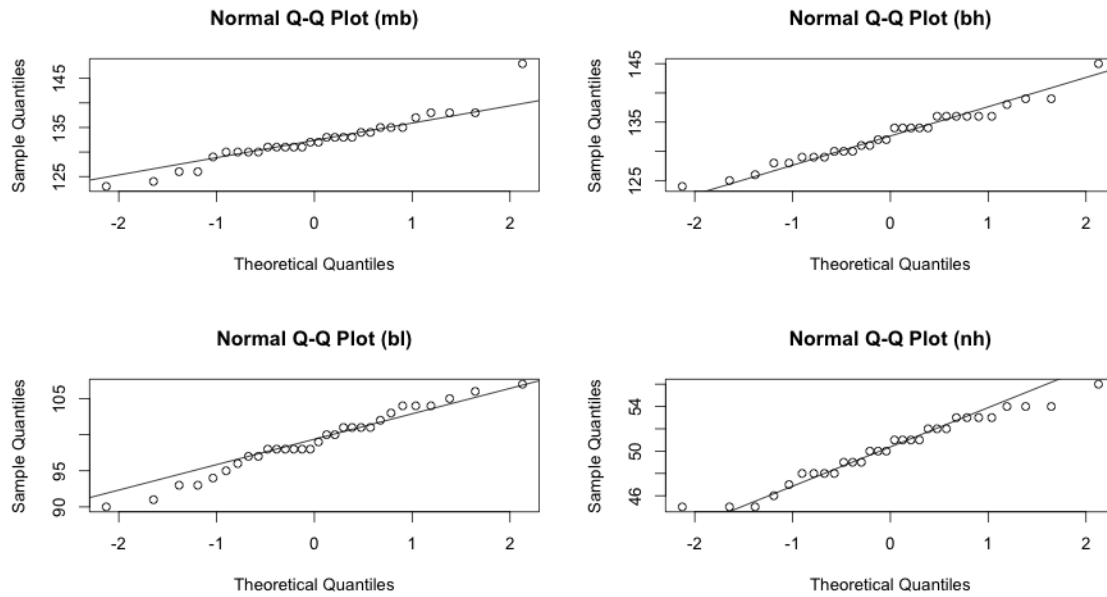 Normal Q-Q Plot (mb)
Sample Quantiles
145
135
125
-2 -1 0 1 2
Theoretical Quantiles
Normal Q-Q Plot (bh)
Sample Quantiles
145
135
125
-2 -1 0 1 2
Theoretical Quantiles
Normal Q-Q Plot (bl)
Sample Quantiles
105
95
90
-2 -1 0 1 2
Theoretical Quantiles
Normal Q-Q Plot (nh)
Sample Quantiles
54
50
46
-2 -1 0 1 2
Theoretical Quantiles